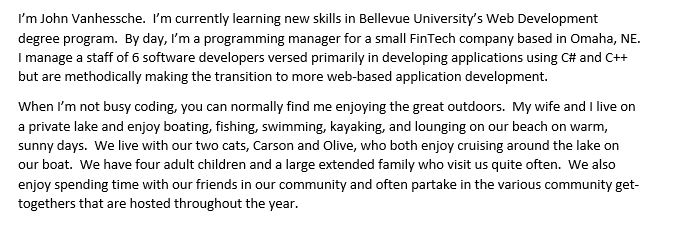 I'm John Vanhessche.  I'm currently learning new skills in Bellevue University's Web Development
degree program.  By day, I'm a programming manager for a small FinTech company based in Omaha, NE.
I manage a staff of 6 software developers versed primarily in developing applications using C# and C++
but are methodically making the transition to more web-based application development.
When I'm not busy coding, you can normally find me enjoying the great outdoors.  My wife and I live on
a private lake and enjoy boating, fishing, swimming, kayaking, and lounging on our beach on warm,
sunny days.  We live with our two cats, Carson and Olive, who both enjoy cruising around the lake on
our boat.  We have four adult children and a large extended family who visit us quite often.  We also
enjoy spending time with our friends in our community and often partake in the various community get-
togethers that are hosted throughout the year.